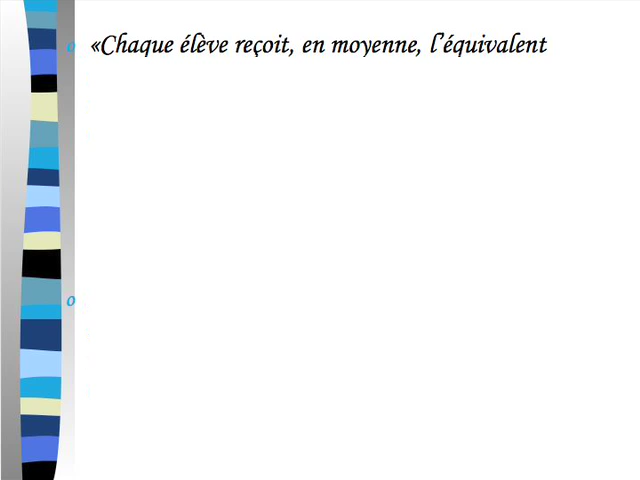 o «Chaque élève reçoit, en moyenne, l’équivalent
o